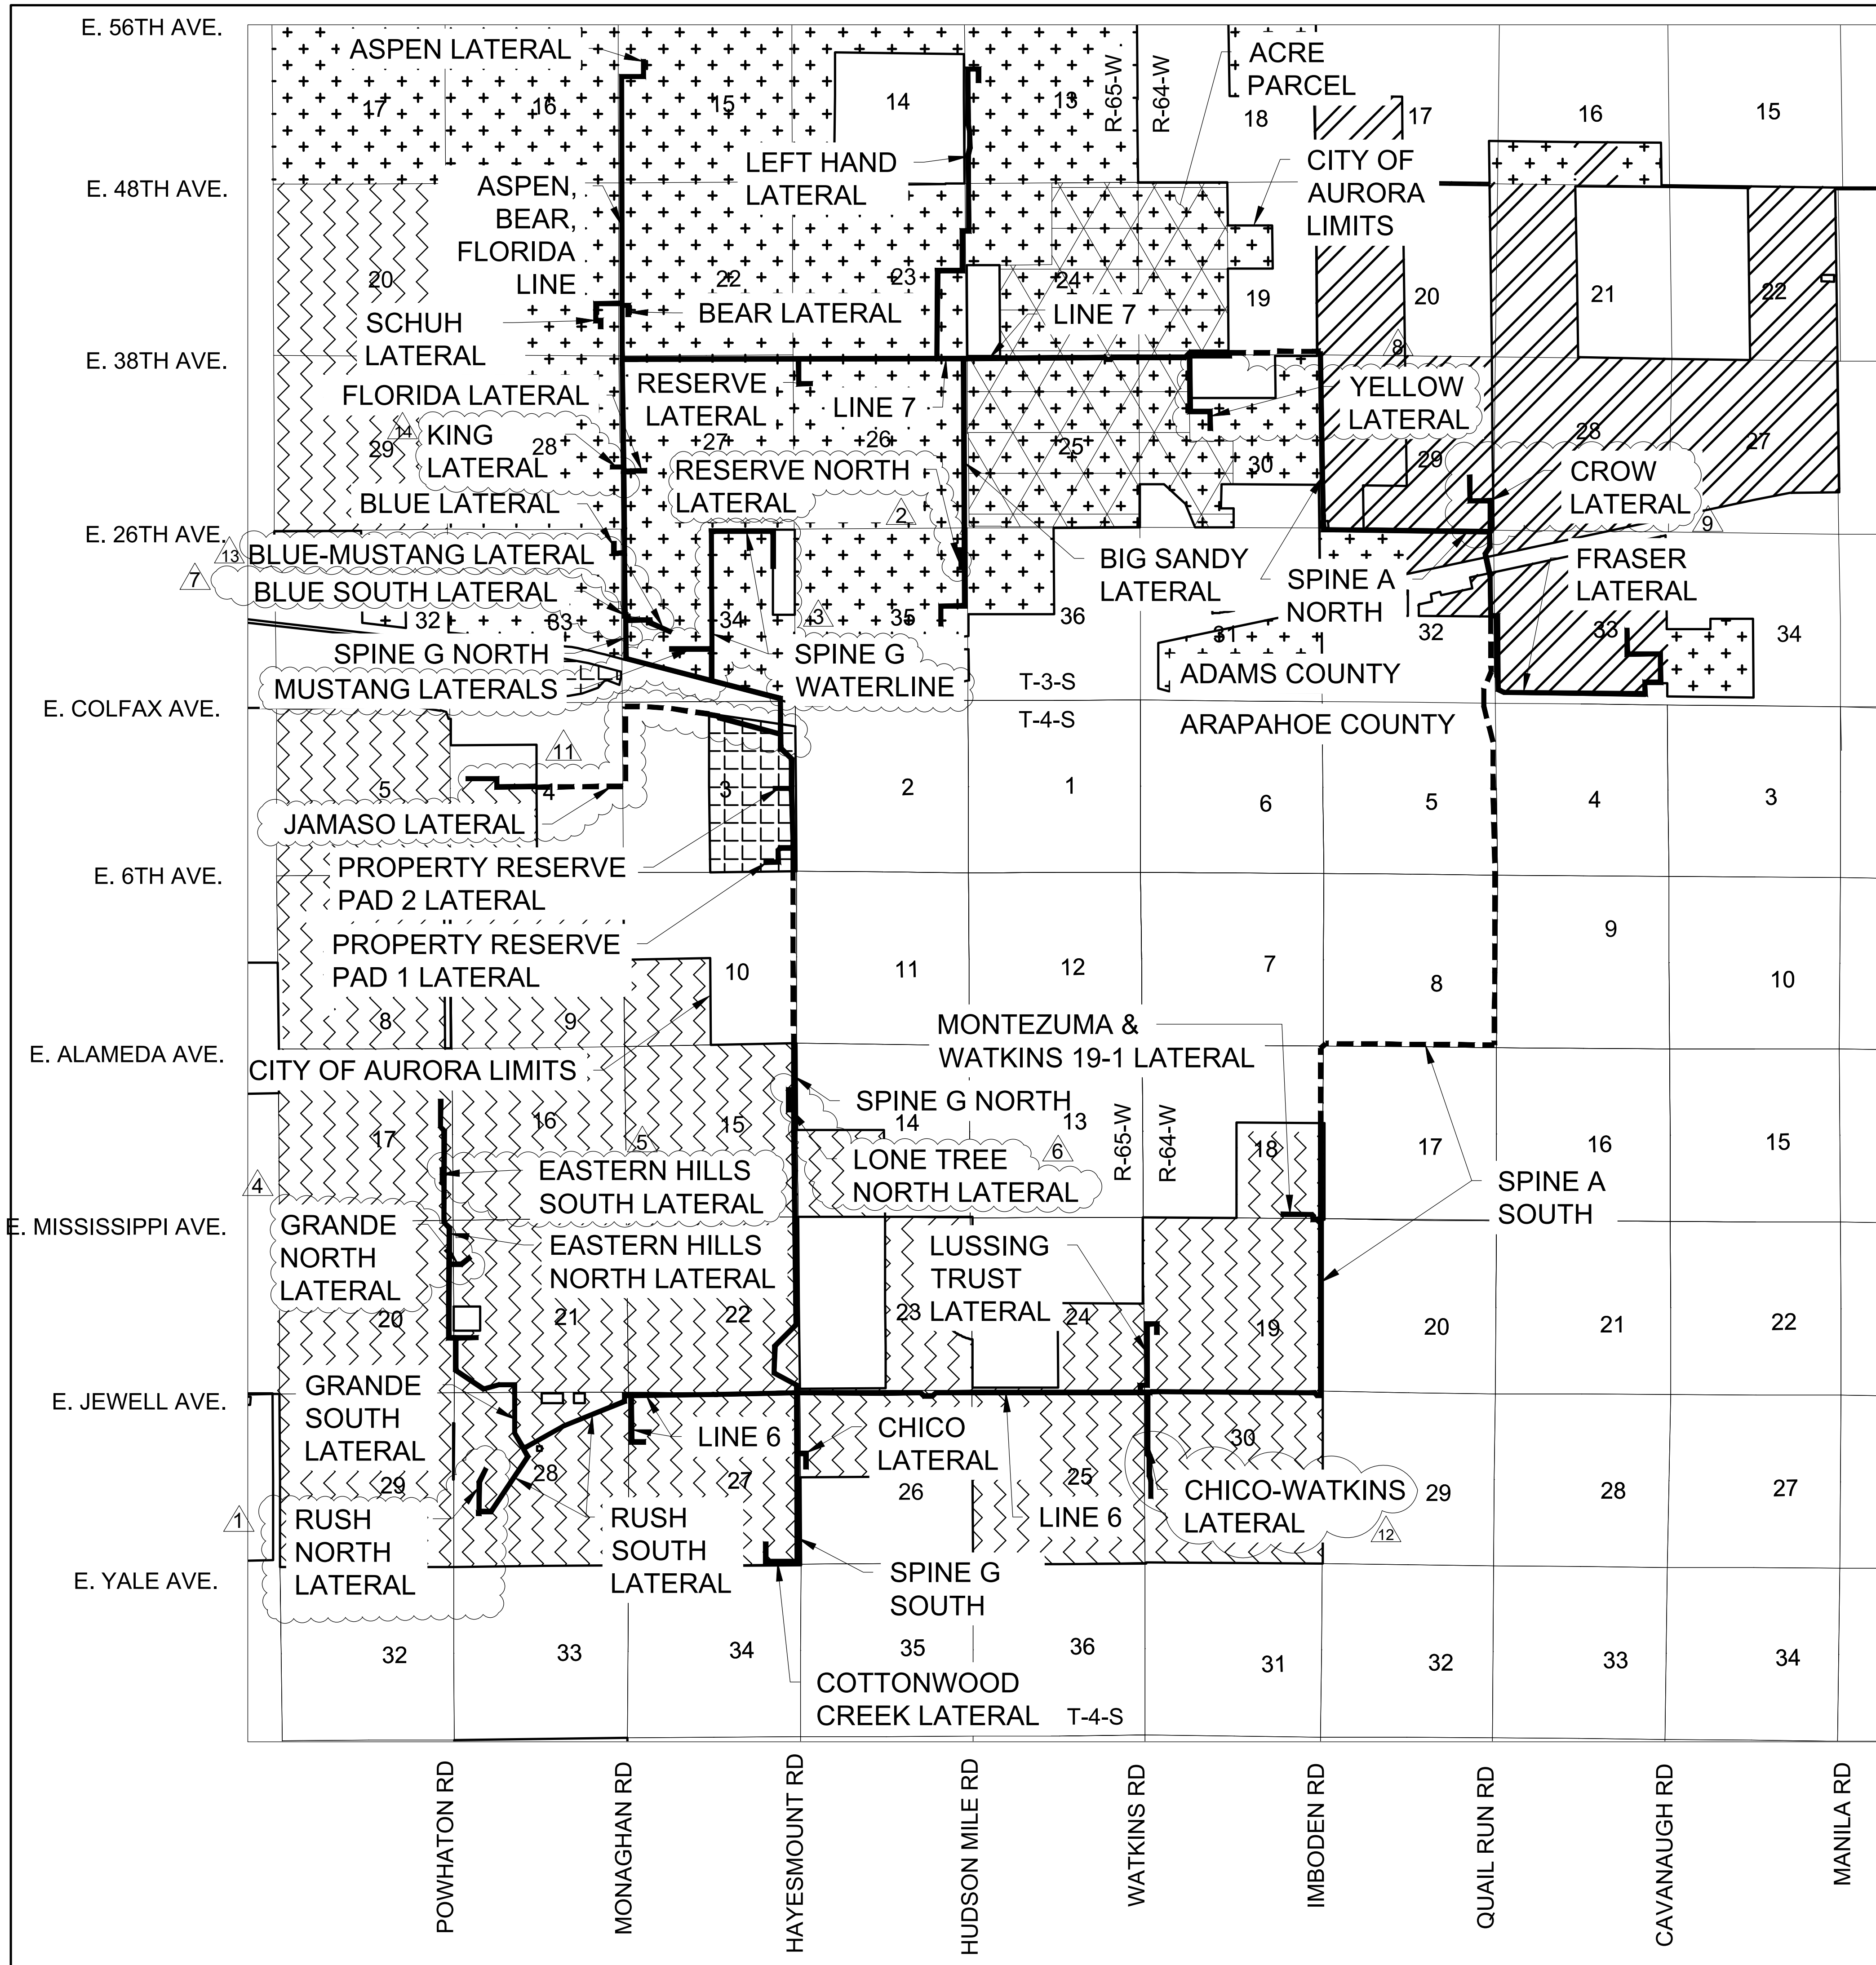 E. 56TH AVE.
ASPEN LATERAL
ACRE
PARCEL
R-65-W
R-64-W
17
16
15
14
13
18
17
16
15
LEFT HAND
LATERAL
CITY OF
AURORA
LIMITS
E. 48TH AVE.
ASPEN,
BEAR,
FLORIDA
LINE
20
22
23
24
19
20
21
22
SCHUH
LATERAL
BEAR LATERAL
LINE 7
8
E. 38TH AVE.
FLORIDA LATERAL
RESERVE
LATERAL
LINE 7
YELLOW
LATERAL
14
KING
LATERAL
29
28
27
26
25
30
29
28
27
RESERVE NORTH
LATERAL
2
CROW
LATERAL
9
BLUE LATERAL
E. 26TH AVE.
13
BLUE-MUSTANG LATERAL
7
BLUE SOUTH LATERAL
BIG SANDY
LATERAL
SPINE A
NORTH
FRASER
LATERAL
32
33
34
3
35
36
31
32
33
34
SPINE G NORTH
MUSTANG LATERALS
SPINE G
WATERLINE
T-3-S
ADAMS COUNTY
E. COLFAX AVE.
T-4-S
ARAPAHOE COUNTY
11
5
4
3
2
1
6
5
4
3
JAMASO LATERAL
PROPERTY RESERVE
PAD 2 LATERAL
E. 6TH AVE.
PROPERTY RESERVE
PAD 1 LATERAL
8
9
10
11
12
7
8
9
10
MONTEZUMA &
WATKINS 19-1 LATERAL
E. ALAMEDA AVE.
CITY OF AURORA LIMITS
SPINE G NORTH
R-65-W
R-64-W
17
16
15
14
13
18
17
16
15
5
6
EASTERN HILLS
SOUTH LATERAL
LONE TREE
NORTH LATERAL
SPINE A
SOUTH
4
E. MISSISSIPPI AVE.
GRANDE
NORTH
LATERAL
EASTERN HILLS
NORTH LATERAL
LUSSING
TRUST
LATERAL
20
21
22
23
24
19
20
21
22
E. JEWELL AVE.
GRANDE
SOUTH
LATERAL
LINE 6
CHICO
LATERAL
29
28
27
26
25
30
29
28
27
LINE 6
CHICO-WATKINS
LATERAL
12
1
RUSH
NORTH
LATERAL
RUSH
SOUTH
LATERAL
SPINE G
SOUTH
E. YALE AVE.
32
33
34
35
36
31
32
33
34
COTTONWOOD
CREEK LATERAL
T-4-S
POWHATON RD
MONAGHAN RD
HAYESMOUNT RD
HUDSON MILE RD
WATKINS RD
IMBODEN RD
QUAIL RUN RD
CAVANAUGH RD
MANILA RD